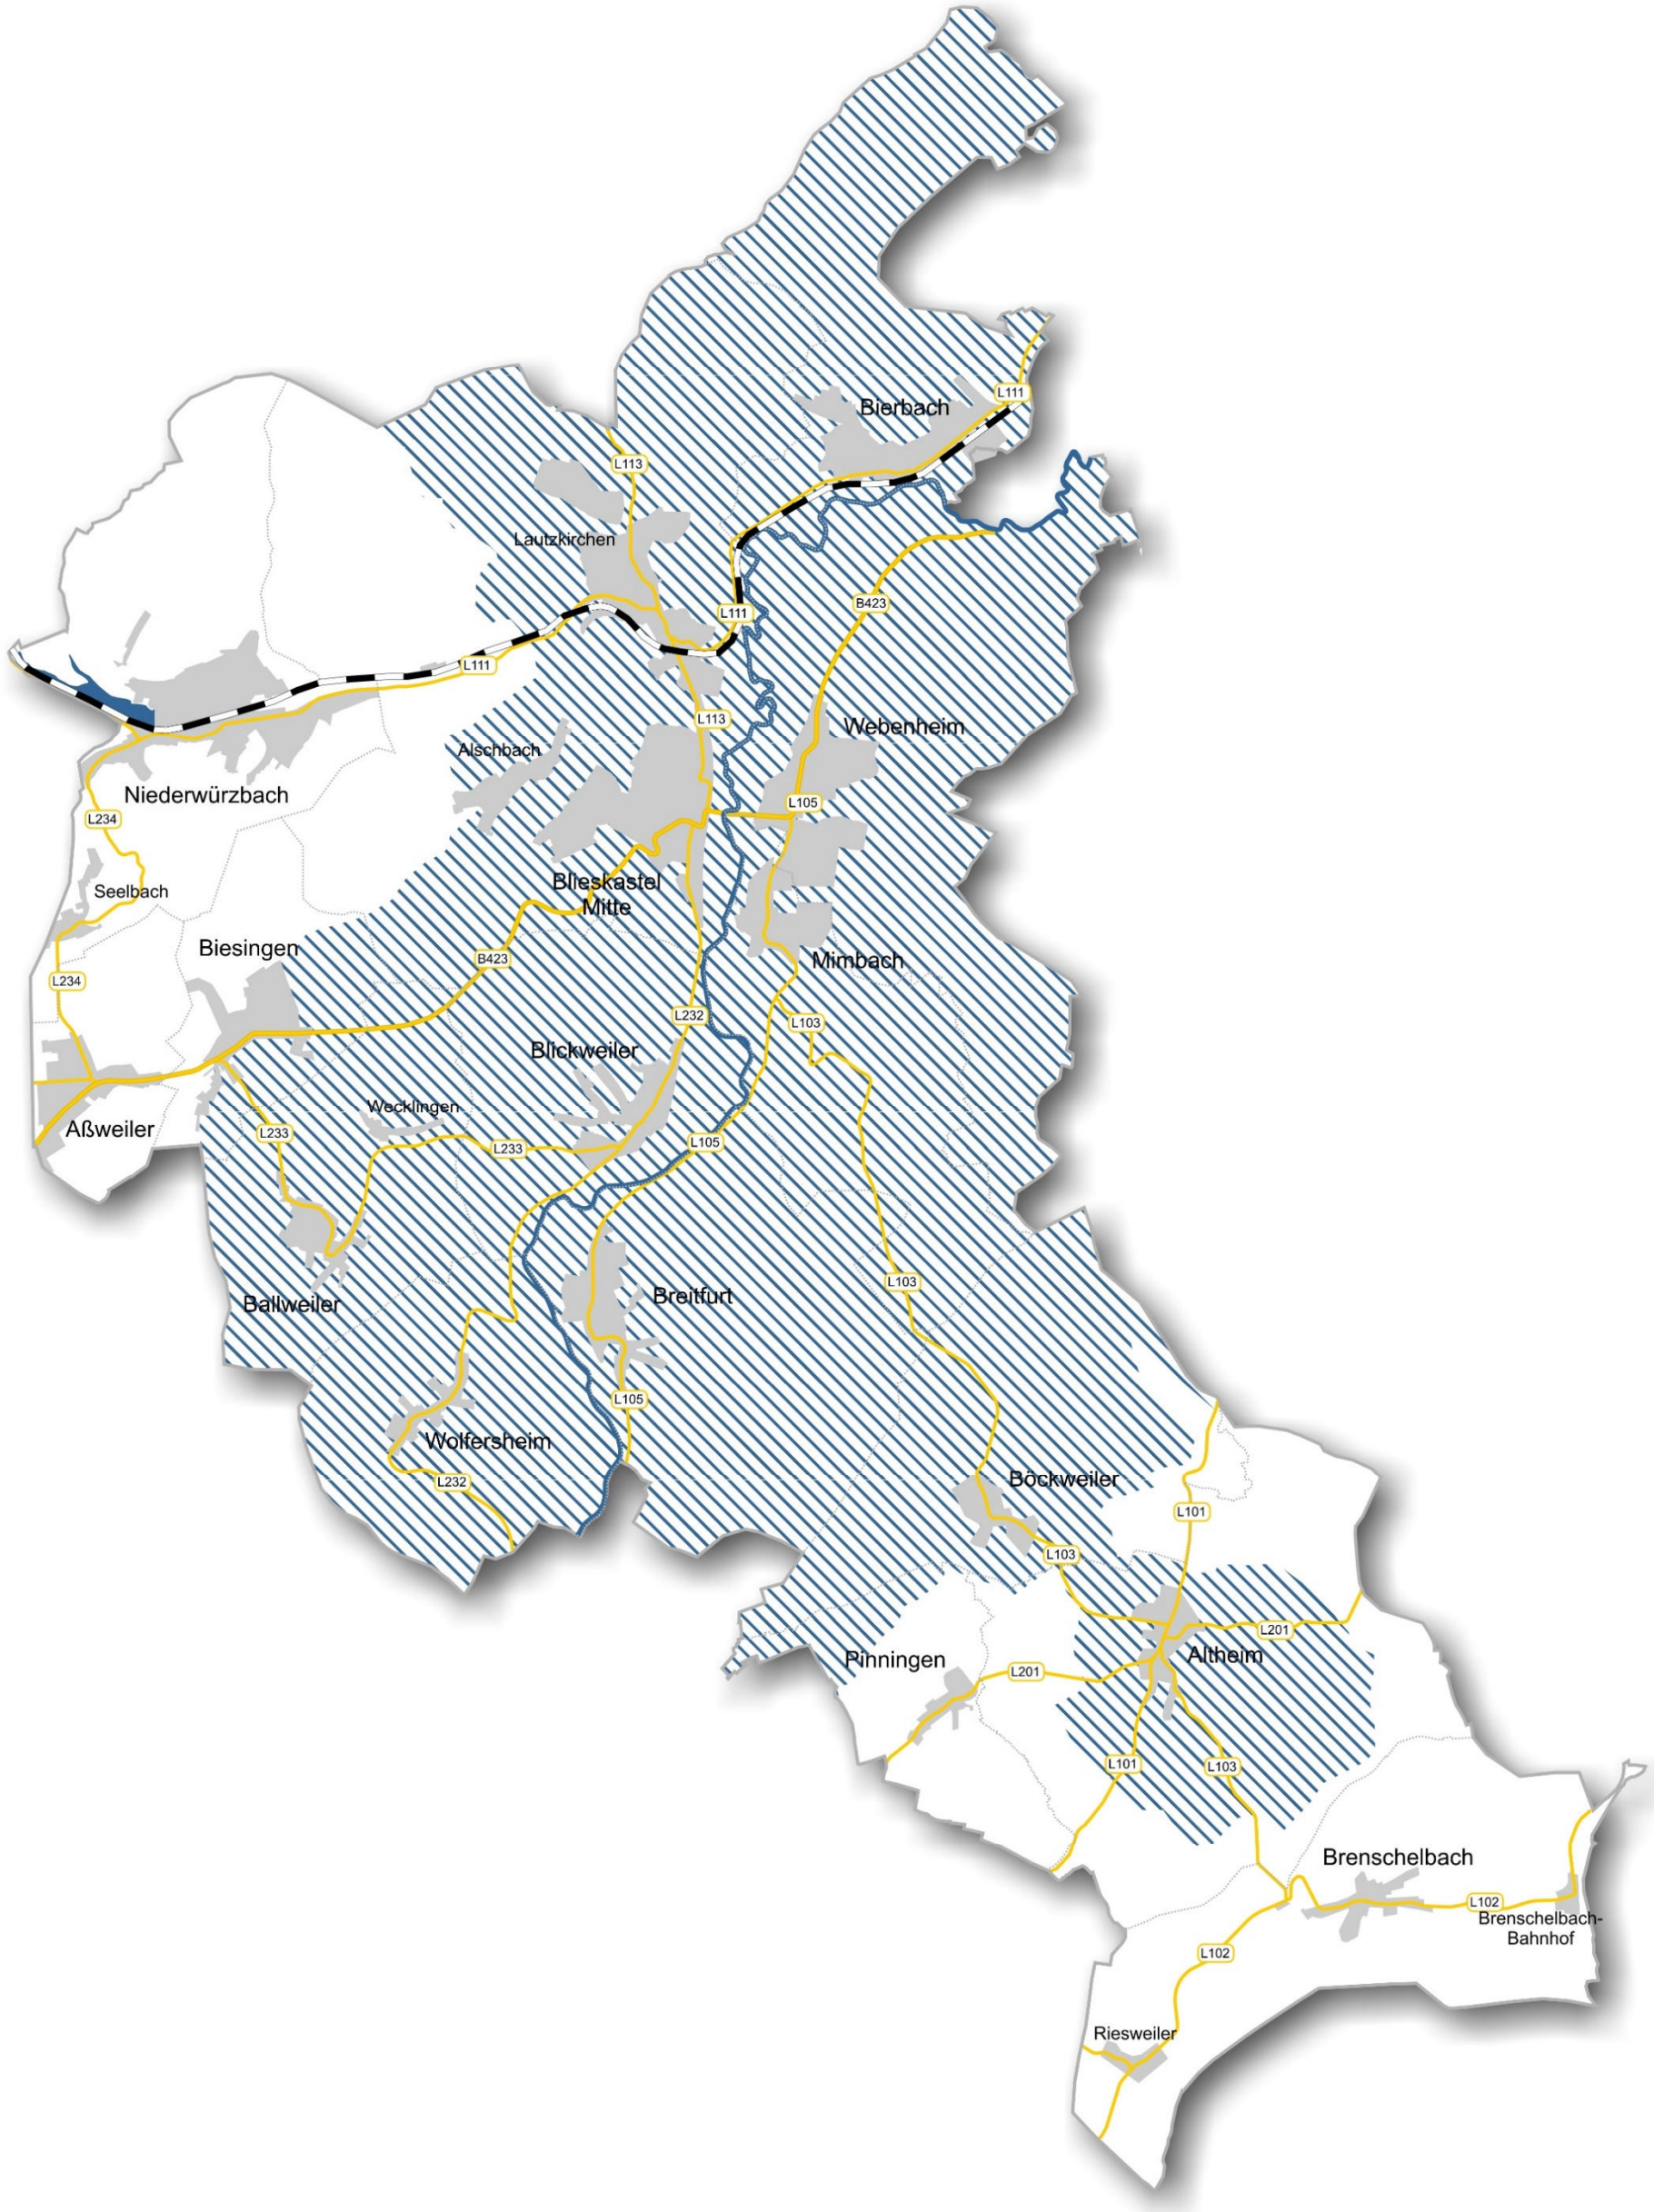 L111
Bierbach
L113
Lautzkirchen
B423
L111
L111
L113
Webenheim
Alschbach
Niederwürzbach
L105
L234
Blieskastel
Mitte
Seelbach
Biesingen
B423
Mimbach
L234
L232
L103
Blickweiler
Wecklingen
Aßweiler
L233
L233
L105
L103
Ballweiler
Breitfurt
L105
Wolfersheim
L232
Böckweiler
L101
L103
L201
Altheim
Pinningen
L201
L101
L103
Brenschelbach
L102
Brenschelbach-
Bahnhof
L102
Riesweiler